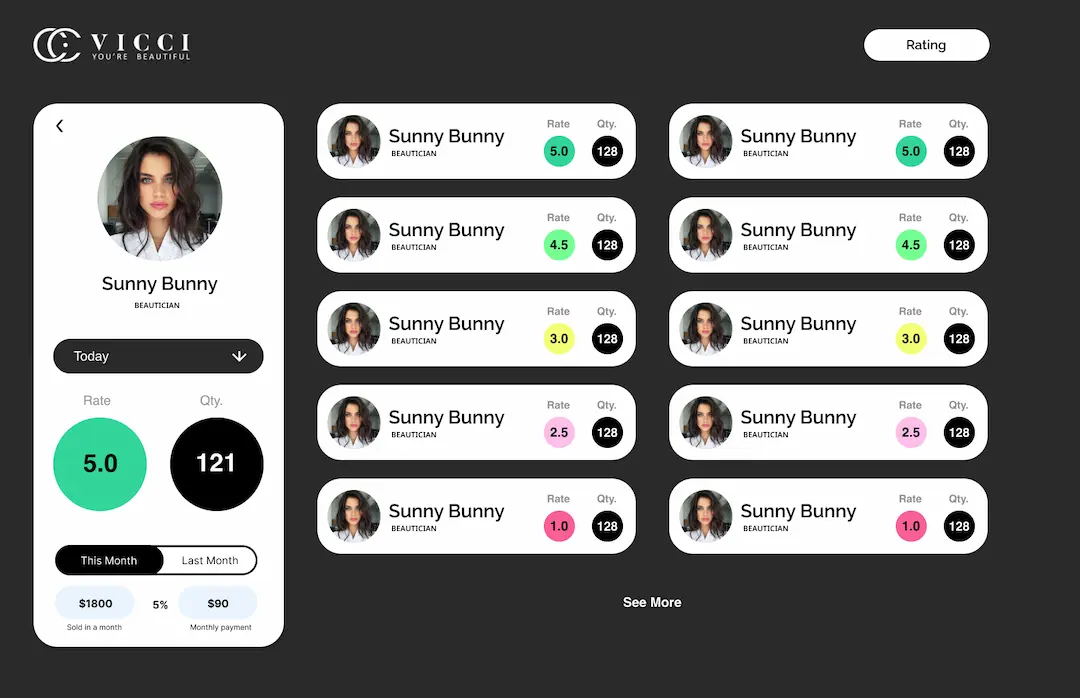 VICCI
YOU'RE BEAUTIFUL
Rating
Sunny Bunny
BEAUTICIAN
Today
Rate Qty.
5.0 121
This Month Last Month
$1800 5% $90
Sold in a month Monthly payment
Sunny Bunny
BEAUTICIAN
Rate Qty.
5.0 128
Sunny Bunny
BEAUTICIAN
Rate Qty.
5.0 128
Sunny Bunny
BEAUTICIAN
Rate Qty.
4.5 128
Sunny Bunny
BEAUTICIAN
Rate Qty.
4.5 128
Sunny Bunny
BEAUTICIAN
Rate Qty.
3.0 128
Sunny Bunny
BEAUTICIAN
Rate Qty.
3.0 128
Sunny Bunny
BEAUTICIAN
Rate Qty.
2.5 128
Sunny Bunny
BEAUTICIAN
Rate Qty.
2.5 128
Sunny Bunny
BEAUTICIAN
Rate Qty.
1.0 128
Sunny Bunny
BEAUTICIAN
Rate Qty.
1.0 128
See More